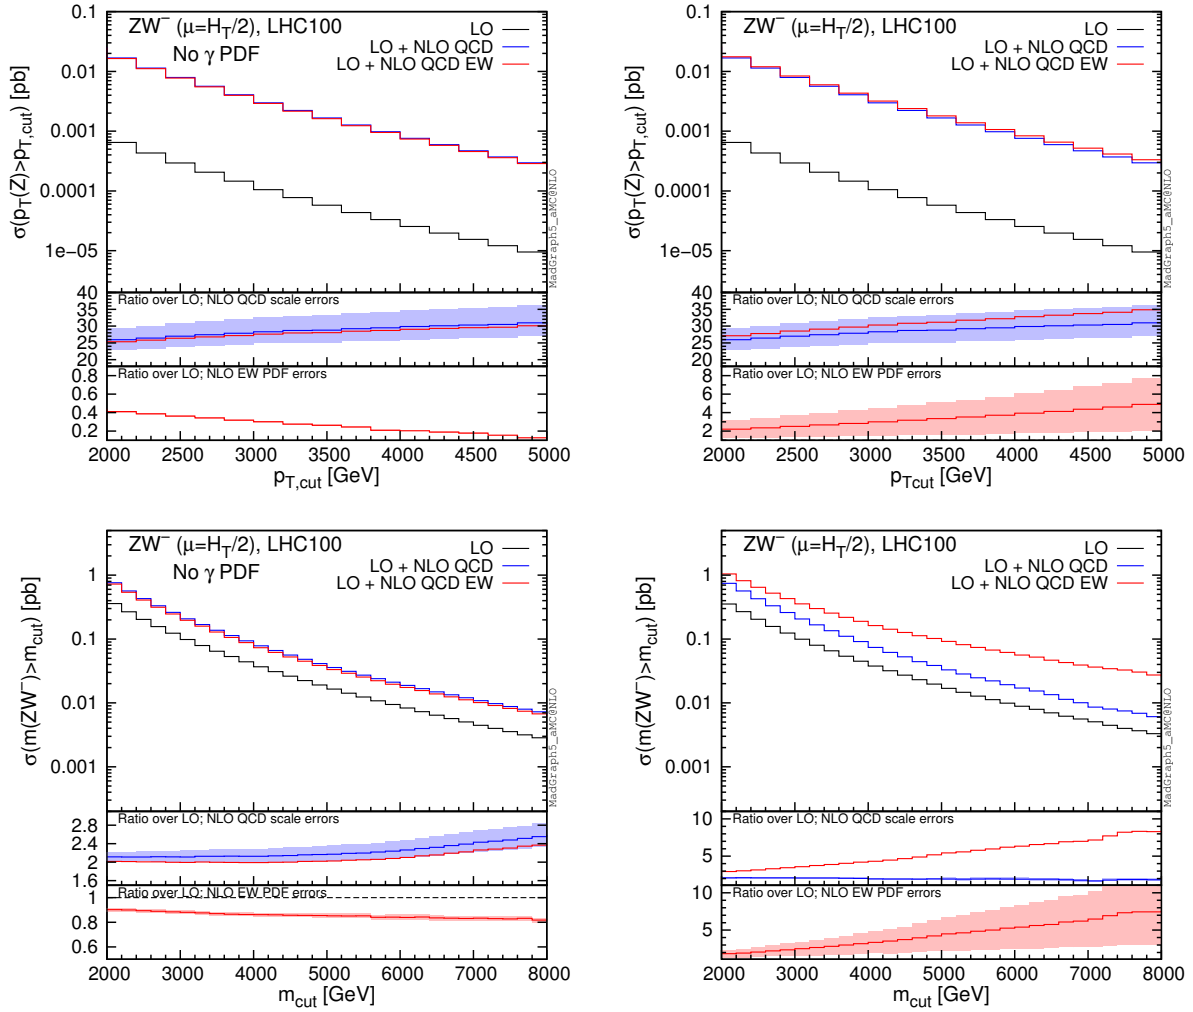 ZW⁻ (μ=H_T/2), LHC100
No γ PDF
LO
LO + NLO QCD
LO + NLO QCD EW
σ(p_T(Z)>p_T,cut) [pb]
0.1
0.01
0.001
0.0001
1e-05
MadGraph5_aMC@NLO
Ratio over LO; NLO QCD scale errors
40
35
30
25
20
Ratio over LO; NLO EW PDF errors
0.8
0.6
0.4
0.2
2000 2500 3000 3500 4000 4500 5000
p_T,cut [GeV]
ZW⁻ (μ=H_T/2), LHC100
LO
LO + NLO QCD
LO + NLO QCD EW
σ(p_T(Z)>p_T,cut) [pb]
0.1
0.01
0.001
0.0001
1e-05
MadGraph5_aMC@NLO
Ratio over LO; NLO QCD scale errors
40
35
30
25
20
Ratio over LO; NLO EW PDF errors
8
6
4
2
2000 2500 3000 3500 4000 4500 5000
p_Tcut [GeV]
ZW⁻ (μ=H_T/2), LHC100
No γ PDF
LO
LO + NLO QCD
LO + NLO QCD EW
σ(m(ZW⁻)>m_cut) [pb]
1
0.1
0.01
0.001
MadGraph5_aMC@NLO
Ratio over LO; NLO QCD scale errors
2.8
2.4
2
1.6
Ratio over LO; NLO EW PDF errors
1
0.8
0.6
2000 3000 4000 5000 6000 7000 8000
m_cut [GeV]
ZW⁻ (μ=H_T/2), LHC100
LO
LO + NLO QCD
LO + NLO QCD EW
σ(m(ZW⁻)>m_cut) [pb]
1
0.1
0.01
0.001
MadGraph5_aMC@NLO
Ratio over LO; NLO QCD scale errors
10
5
Ratio over LO; NLO EW PDF errors
10
5
2000 3000 4000 5000 6000 7000 8000
m_cut [GeV]